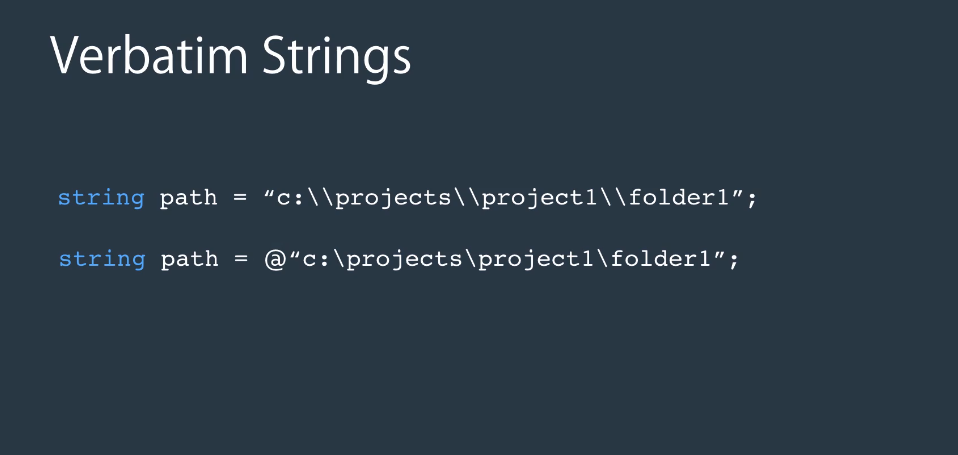 Verbatim Strings
string path = “c:\\projects\\project1\\folder1”;
string path = @“c:\projects\project1\folder1”;